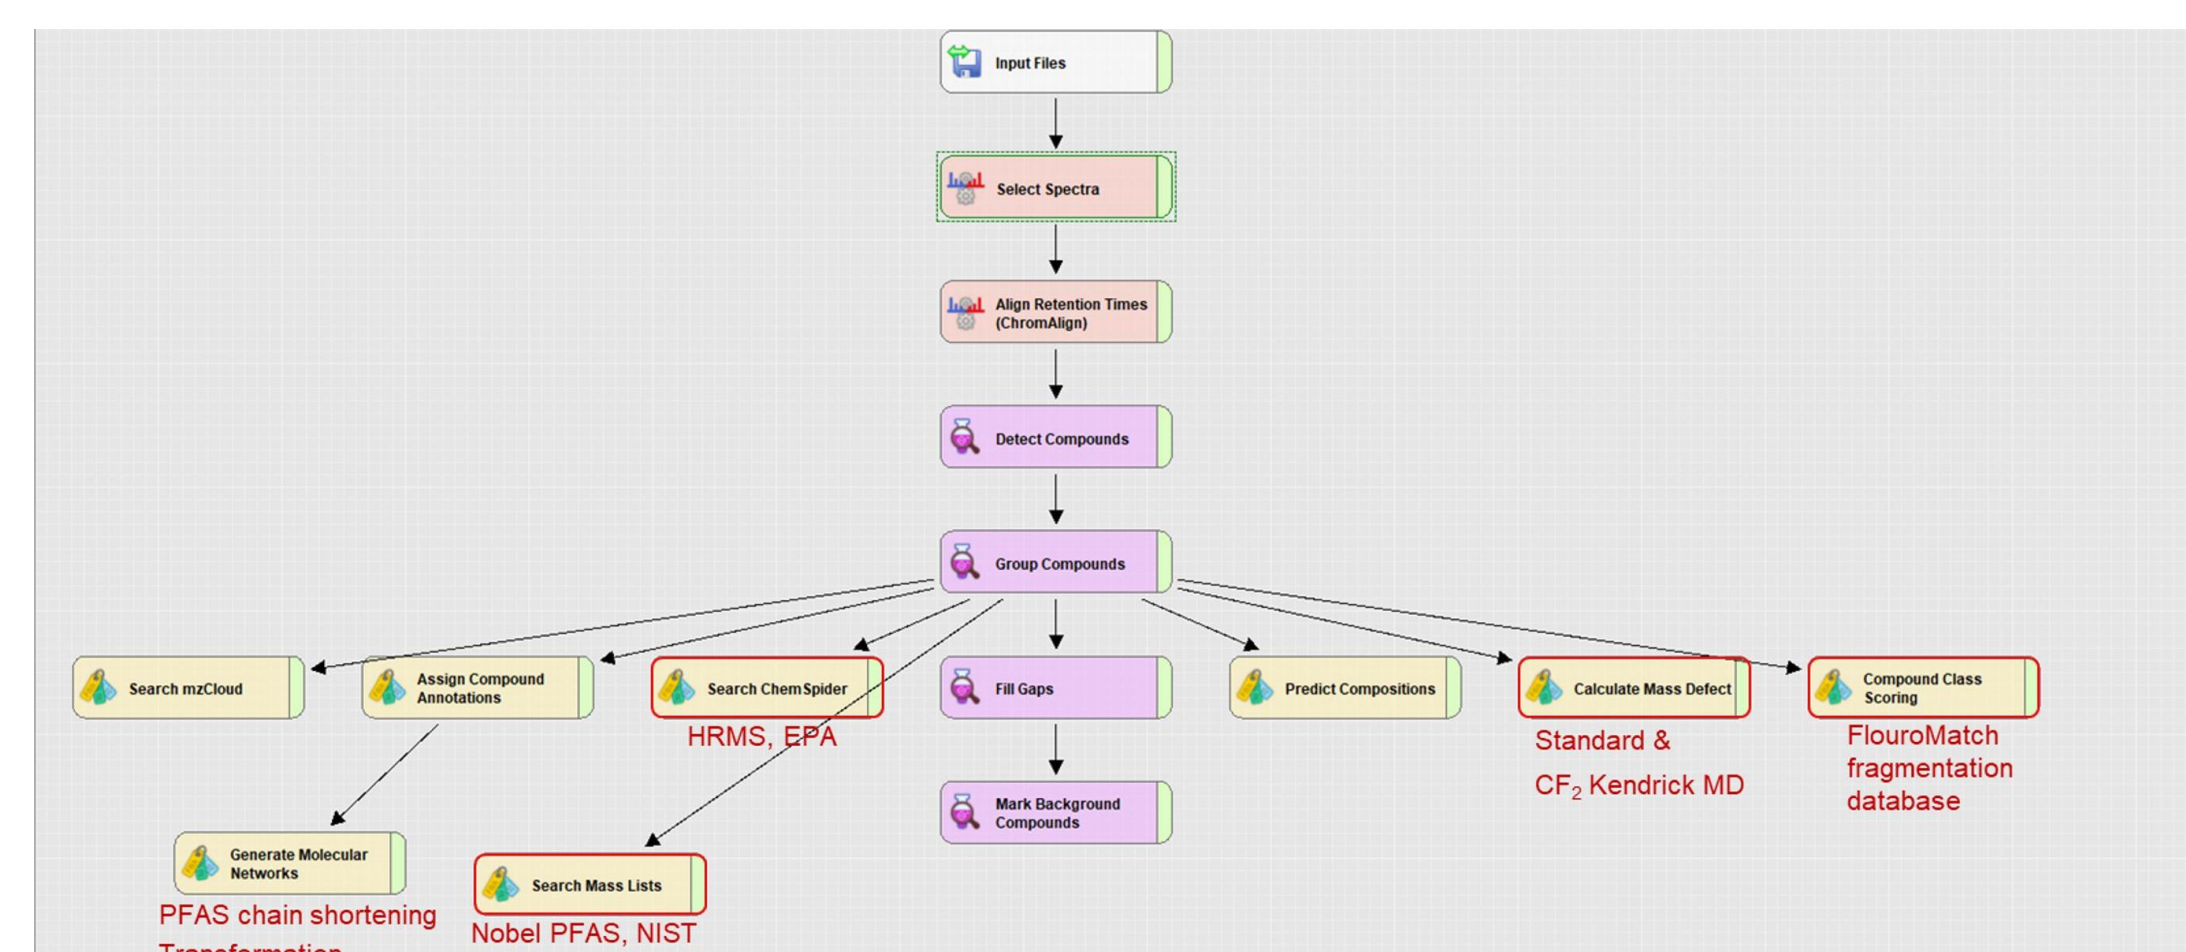 Input Files
Select Spectra
Align Retention Times
(ChromAlign)
Detect Compounds
Group Compounds
Search mzCloud
Assign Compound
Annotations
Search ChemSpider
HRMS, EPA
Fill Gaps
Predict Compositions
Calculate Mass Defect
Standard &
CF₂ Kendrick MD
Compound Class
Scoring
FlouroMatch
fragmentation
database
Mark Background
Compounds
Generate Molecular
Networks
PFAS chain shortening
Transformation
Search Mass Lists
Nobel PFAS, NIST